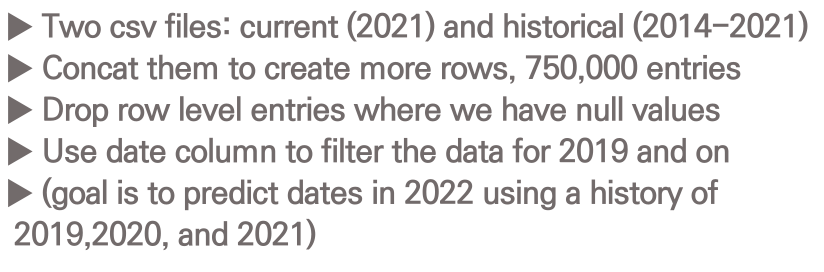 ▶ Two csv files: current (2021) and historical (2014-2021)
▶ Concat them to create more rows, 750,000 entries
▶ Drop row level entries where we have null values
▶ Use date column to filter the data for 2019 and on
▶ (goal is to predict dates in 2022 using a history of
2019,2020, and 2021)